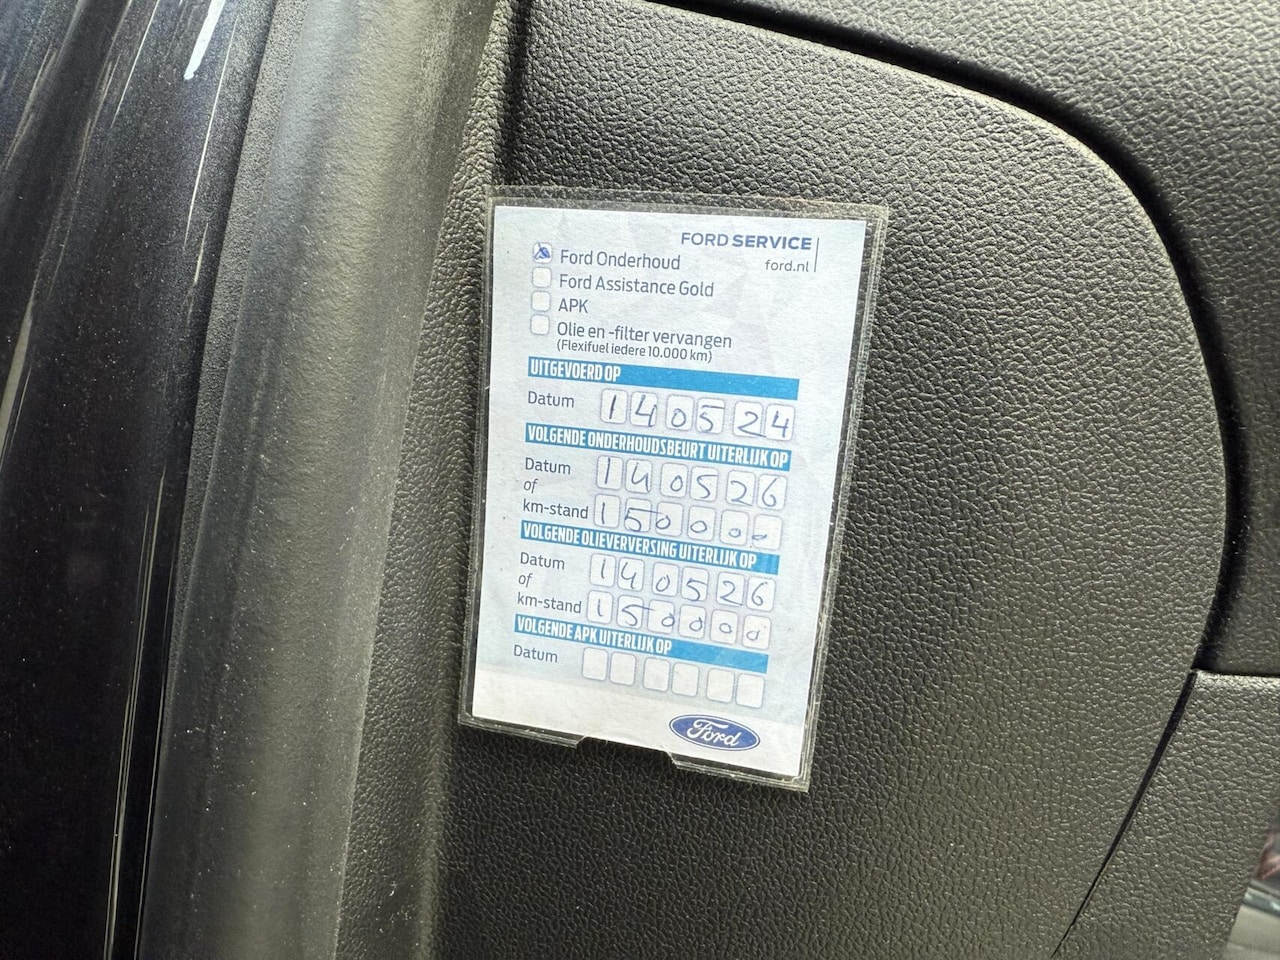 FORD SERVICE
ford.nl
Ford Onderhoud
Ford Assistance Gold
APK
Olie en -filter vervangen
(Flexifuel iedere 10.000 km)
UITGEVOERD OP
Datum 140524
VOLGENDE ONDERHOUDSBEURT UITERLIJK OP
Datum 140526
of
km-stand 150000
VOLGENDE OLIEVERVERSING UITERLIJK OP
Datum 140526
of
km-stand 150000
VOLGENDE APK UITERLIJK OP
Datum
Ford